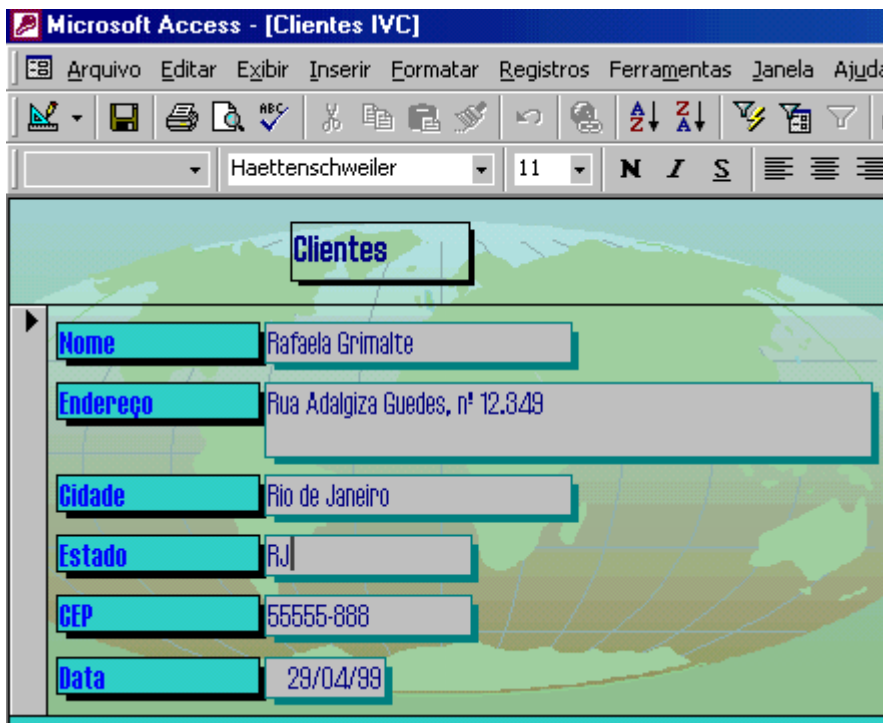 Microsoft Access - [Clientes IVC]
Arquivo Editar Exibir Inserir Formatar Registros Ferramentas Janela Ajuda
ABC A Z Z A
Haettenschweiler 11 N I S
Clientes
Nome Rafaela Grimalte
Endereço Rua Adalgiza Guedes, nº 12.349
Cidade Rio de Janeiro
Estado RJ
CEP 55555-888
Data 29/04/99